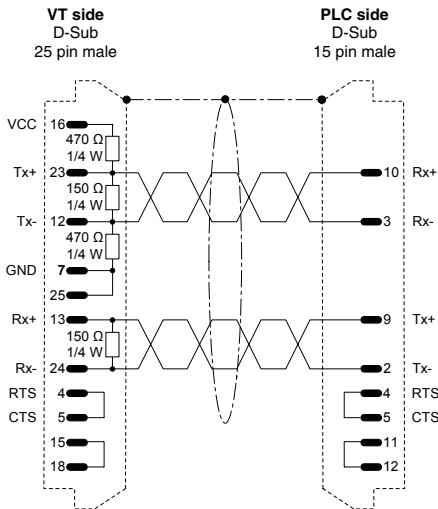 VT side
D-Sub
25 pin male
PLC side
D-Sub
15 pin male
VCC 16
470 Ω
1/4 W
Tx+ 23
10 Rx+
150 Ω
1/4 W
Tx- 12
3 Rx-
470 Ω
1/4 W
GND 7
25
Rx+ 13
9 Tx+
150 Ω
1/4 W
Rx- 24
2 Tx-
RTS 4
4 RTS
CTS 5
5 CTS
15
11
18
12